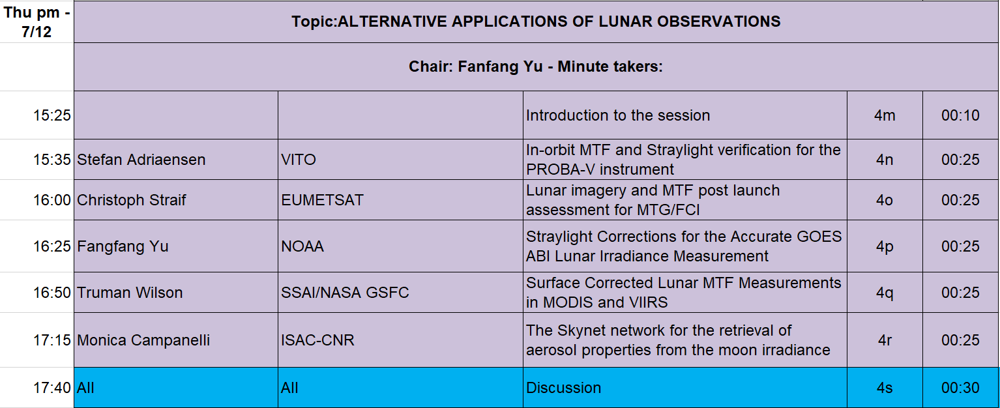 Thu pm -
7/12
Topic:ALTERNATIVE APPLICATIONS OF LUNAR OBSERVATIONS
Chair: Fanfang Yu - Minute takers:
15:25 Introduction to the session 4m 00:10
15:35 Stefan Adriaensen VITO In-orbit MTF and Straylight verification for the
PROBA-V instrument 4n 00:25
16:00 Christoph Straif EUMETSAT Lunar imagery and MTF post launch
assessment for MTG/FCI 4o 00:25
16:25 Fangfang Yu NOAA Straylight Corrections for the Accurate GOES
ABI Lunar Irradiance Measurement 4p 00:25
16:50 Truman Wilson SSAI/NASA GSFC Surface Corrected Lunar MTF Measurements
in MODIS and VIIRS 4q 00:25
17:15 Monica Campanelli ISAC-CNR The Skynet network for the retrieval of
aerosol properties from the moon irradiance 4r 00:25
17:40 All All Discussion 4s 00:30